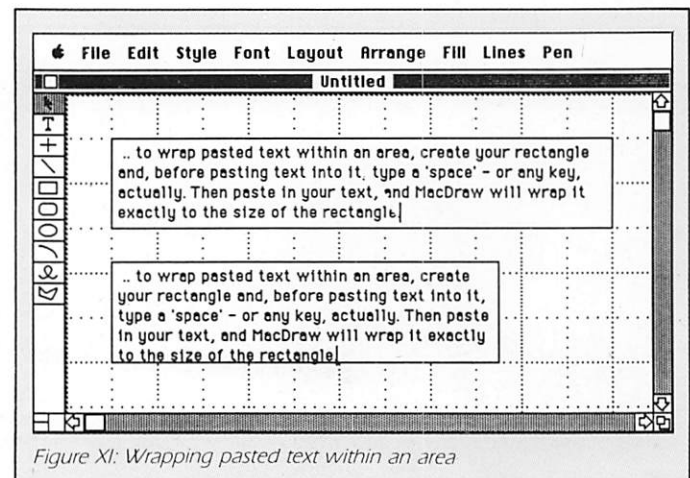 File Edit Style Font Layout Arrange Fill Lines Pen
Untitled
T
.. to wrap pasted text within an area, create your rectangle
and, before pasting text into it, type a 'space' – or any key,
actually. Then paste in your text, and MacDraw will wrap it
exactly to the size of the rectangle.
.. to wrap pasted text within an area, create
your rectangle and, before pasting text into it,
type a 'space' – or any key, actually. Then paste
in your text, and MacDraw will wrap it exactly
to the size of the rectangle
Figure XI: Wrapping pasted text within an area